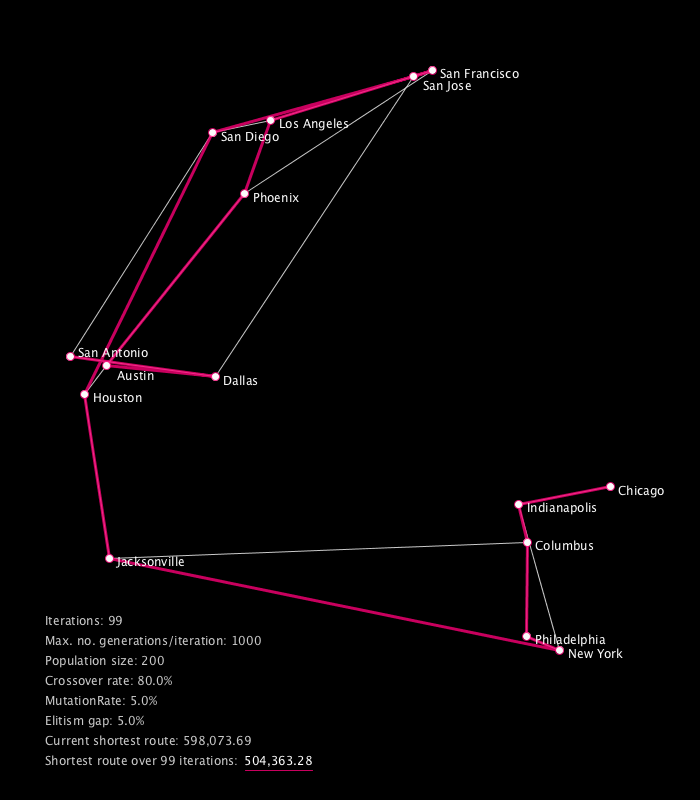 San Francisco
San Jose
Los Angeles
San Diego
Phoenix
San Antonio
Austin
Dallas
Houston
Chicago
Indianapolis
Columbus
Jacksonville
Philadelphia
New York
Iterations: 99
Max. no. generations/iteration: 1000
Population size: 200
Crossover rate: 80.0%
MutationRate: 5.0%
Elitism gap: 5.0%
Current shortest route: 598,073.69
Shortest route over 99 iterations: 504,363.28